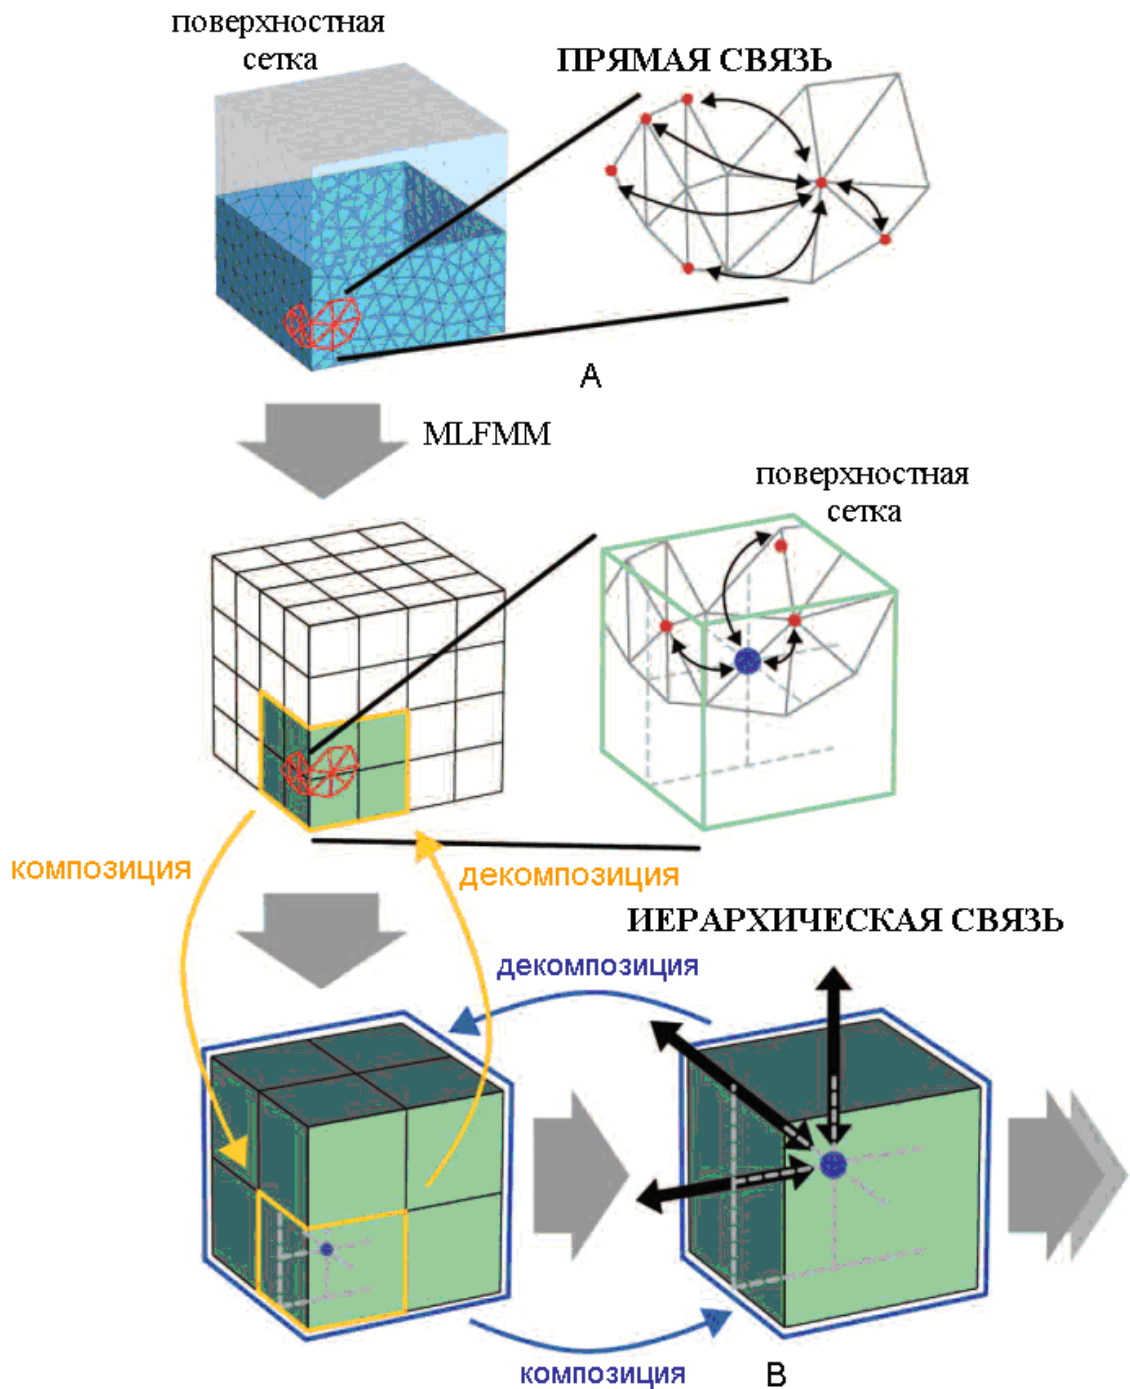 поверхностная
сетка
ПРЯМАЯ СВЯЗЬ
A
MLFMM
поверхностная
сетка
композиция
декомпозиция
ИЕРАРХИЧЕСКАЯ СВЯЗЬ
декомпозиция
композиция
B